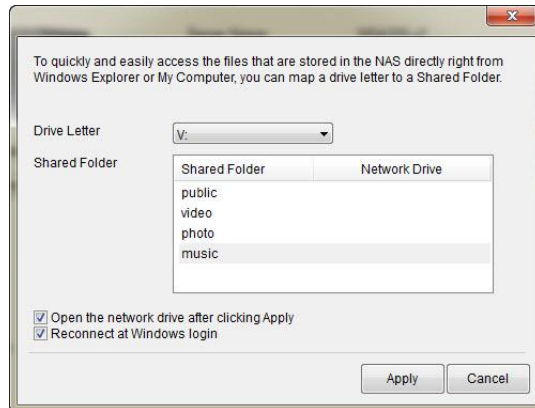 To quickly and easily access the files that are stored in the NAS directly right from
Windows Explorer or My Computer, you can map a drive letter to a Shared Folder.
Drive Letter
V:
Shared Folder
Shared Folder Network Drive
public
video
photo
music
Open the network drive after clicking Apply
Reconnect at Windows login
Apply Cancel